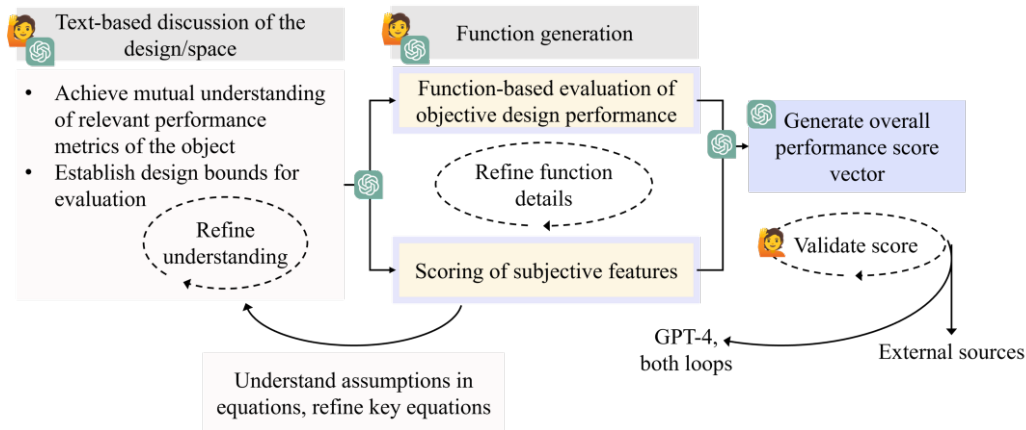 Text-based discussion of the
design/space
• Achieve mutual understanding
of relevant performance
metrics of the object
• Establish design bounds for
evaluation
Refine
understanding
Function generation
Function-based evaluation of
objective design performance
Refine function
details
Scoring of subjective features
Generate overall
performance score
vector
Validate score
GPT-4,
both loops
External sources
Understand assumptions in
equations, refine key equations